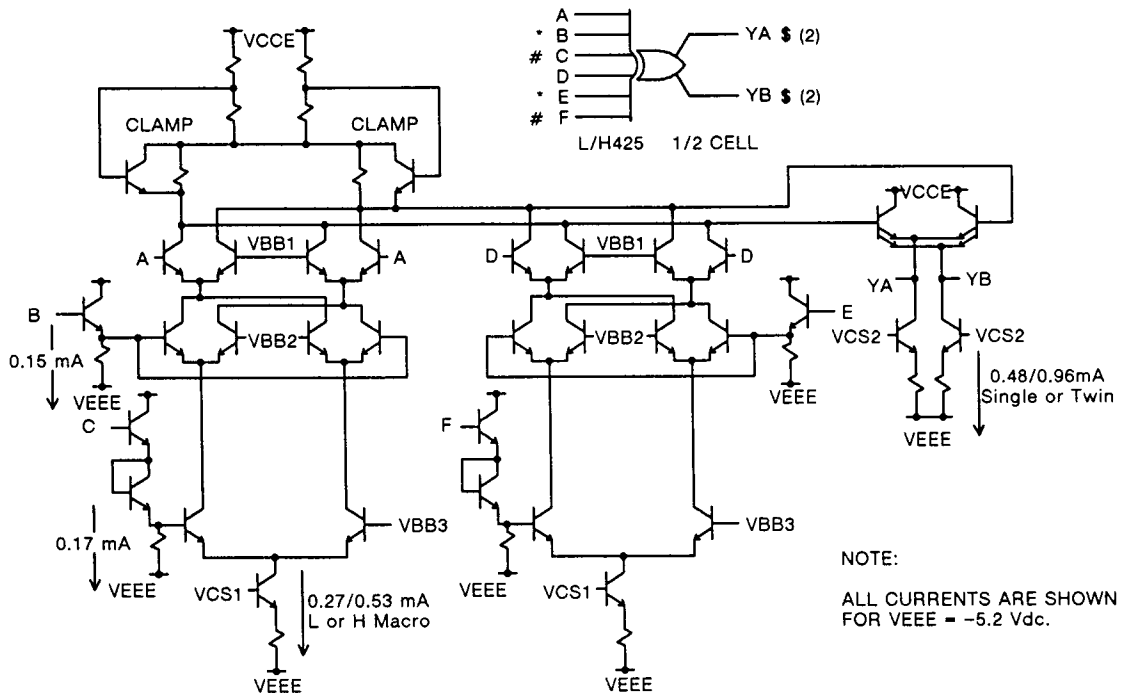 VCCE
CLAMP
CLAMP
A
* B
# C
D
* E
# F
YA $ (2)
YB $ (2)
L/H425 1/2 CELL
VCCE
A
VBB1
A
D
VBB1
D
YA
YB
B
VBB2
VBB2
E
VCS2
VCS2
0.15 mA
VEEE
VEEE
0.48/0.96mA
Single or Twin
VEEE
C
F
0.17 mA
VBB3
VBB3
VEEE
VEEE
VCS1
0.27/0.53 mA
L or H Macro
VCS1
VEEE
VEEE
NOTE:
ALL CURRENTS ARE SHOWN
FOR VEEE = -5.2 Vdc.